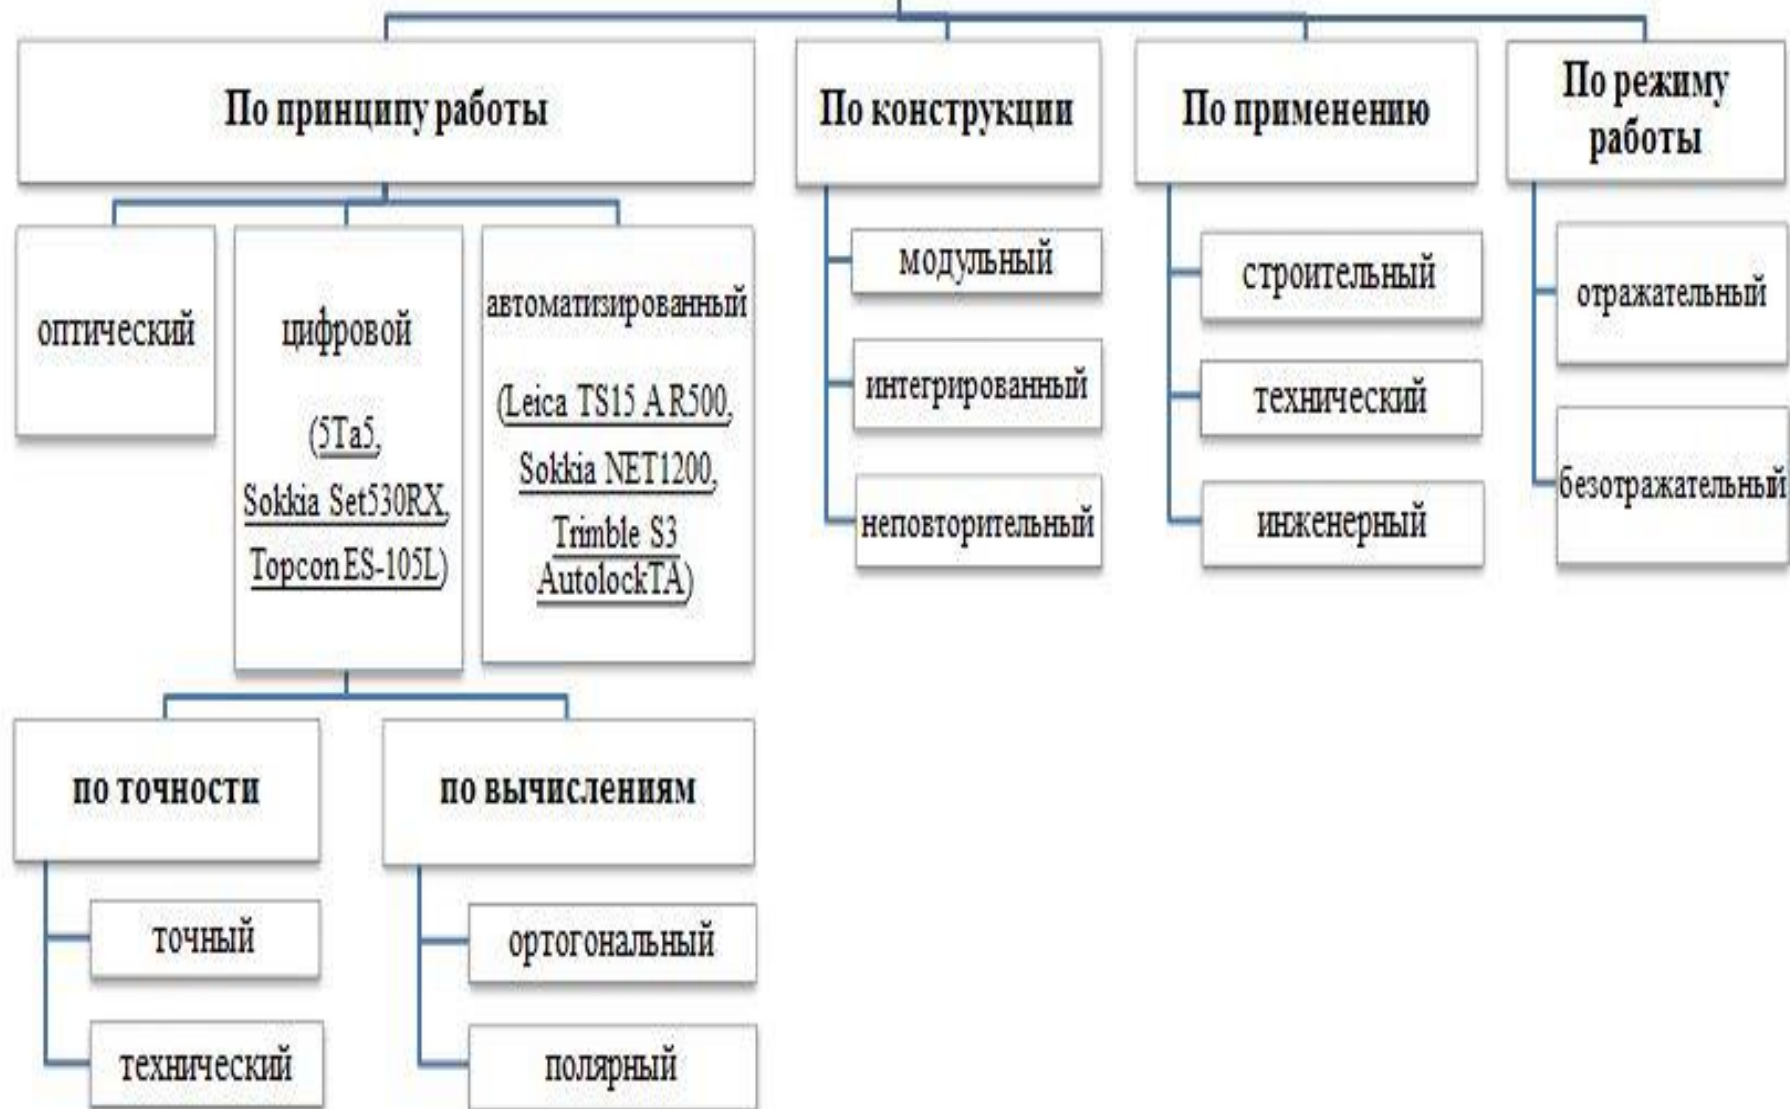 По принципу работы
По конструкции
По применению
По режиму
работы
оптический
цифровой
(5Та5,
Sokkia Set530RX,
Topcon ES-105L)
автоматизированный
(Leica TS15 A R500,
Sokkia NET1200,
Trimble S3
AutolockTA)
модульный
интегрированный
неповторительный
строительный
технический
инженерный
отражательный
безотражательный
по точности
по вычислениям
точный
технический
ортогональный
полярный